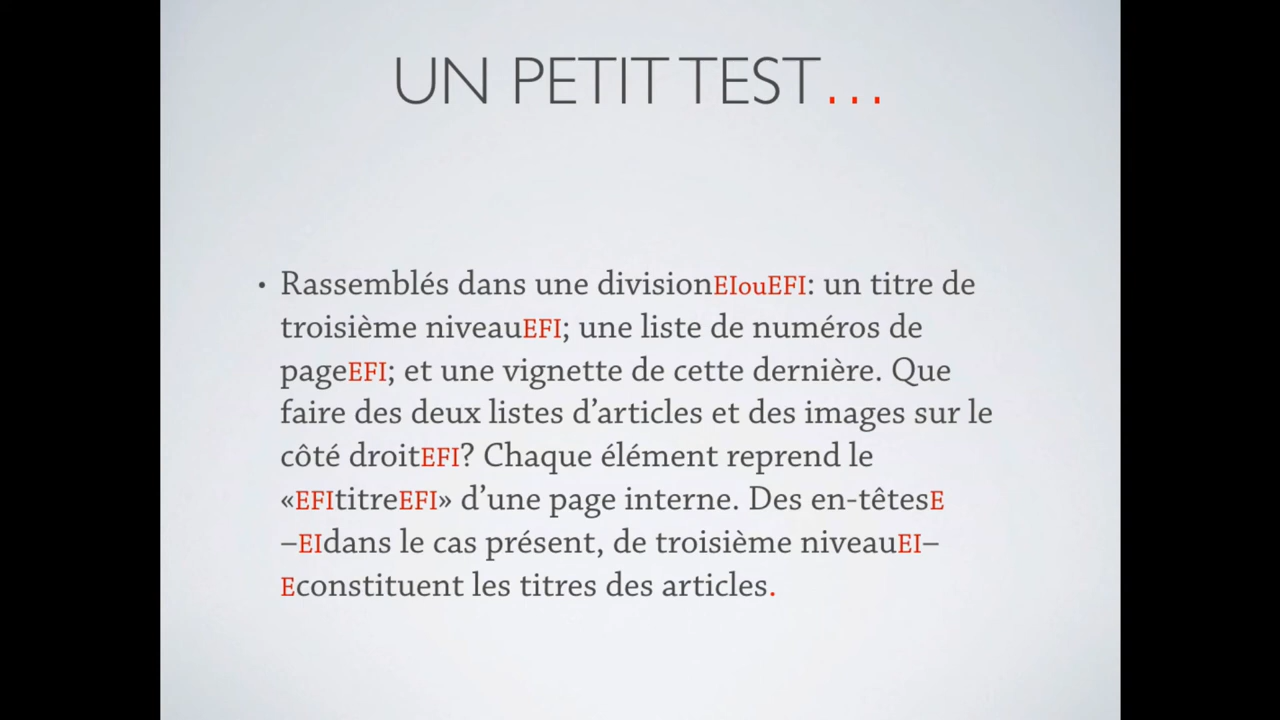 UN PETIT TEST...
• Rassemblés dans une divisionEIouEFI: un titre de
troisième niveauEFI; une liste de numéros de
pageEFI; et une vignette de cette dernière. Que
faire des deux listes d’articles et des images sur le
côté droitEFI? Chaque élément reprend le
«EFItitreEFI» d’une page interne. Des en-têtesE
–EIdans le cas présent, de troisième niveauEI–
Econstituent les titres des articles.